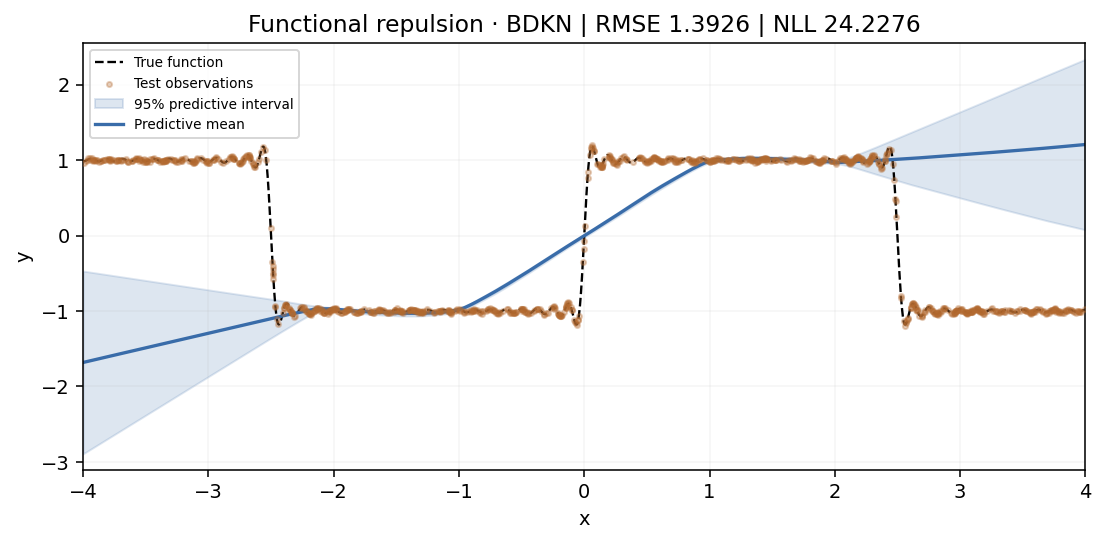 Functional repulsion · BDKN | RMSE 1.3926 | NLL 24.2276
True function
Test observations
95% predictive interval
Predictive mean
y
2
1
0
−1
−2
−3
−4 −3 −2 −1 0 1 2 3 4
x